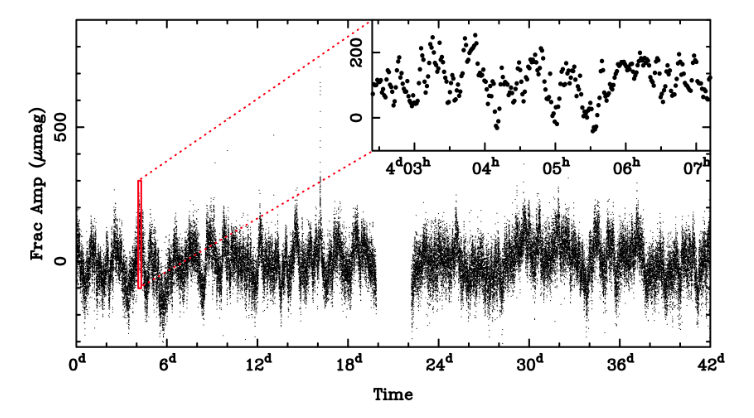 200
0
4ᵈ03ʰ 04ʰ 05ʰ 06ʰ 07ʰ
Frac Amp (μmag)
500
0
0ᵈ 6ᵈ 12ᵈ 18ᵈ 24ᵈ 30ᵈ 36ᵈ 42ᵈ
Time